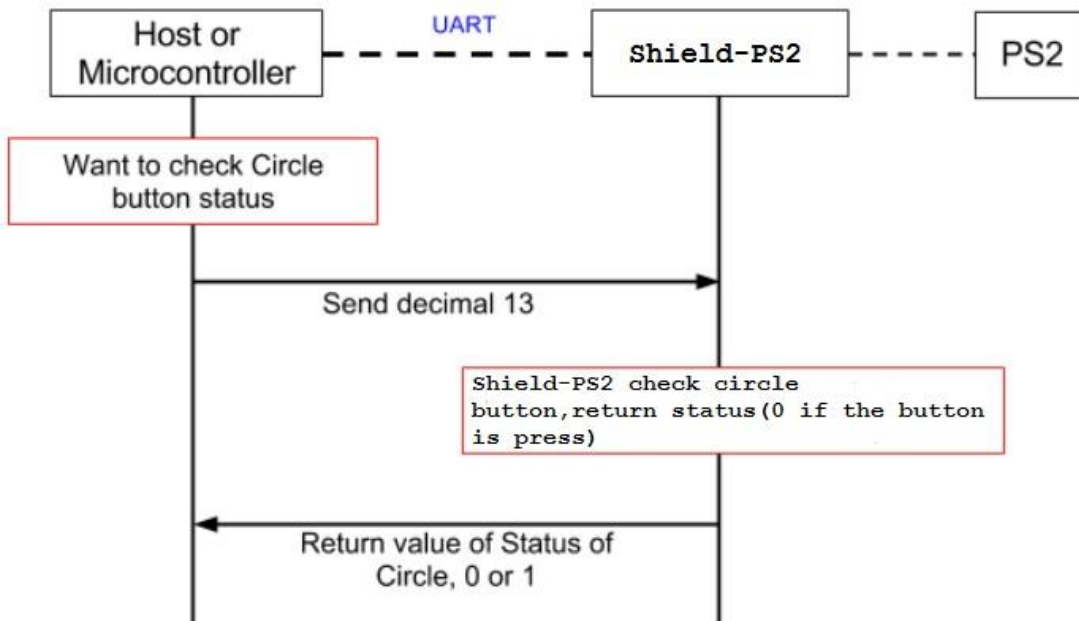 Host or
Microcontroller
UART
Shield-PS2
PS2
Want to check Circle
button status
Send decimal 13
Shield-PS2 check circle
button,return status(0 if the button
is press)
Return value of Status of
Circle, 0 or 1